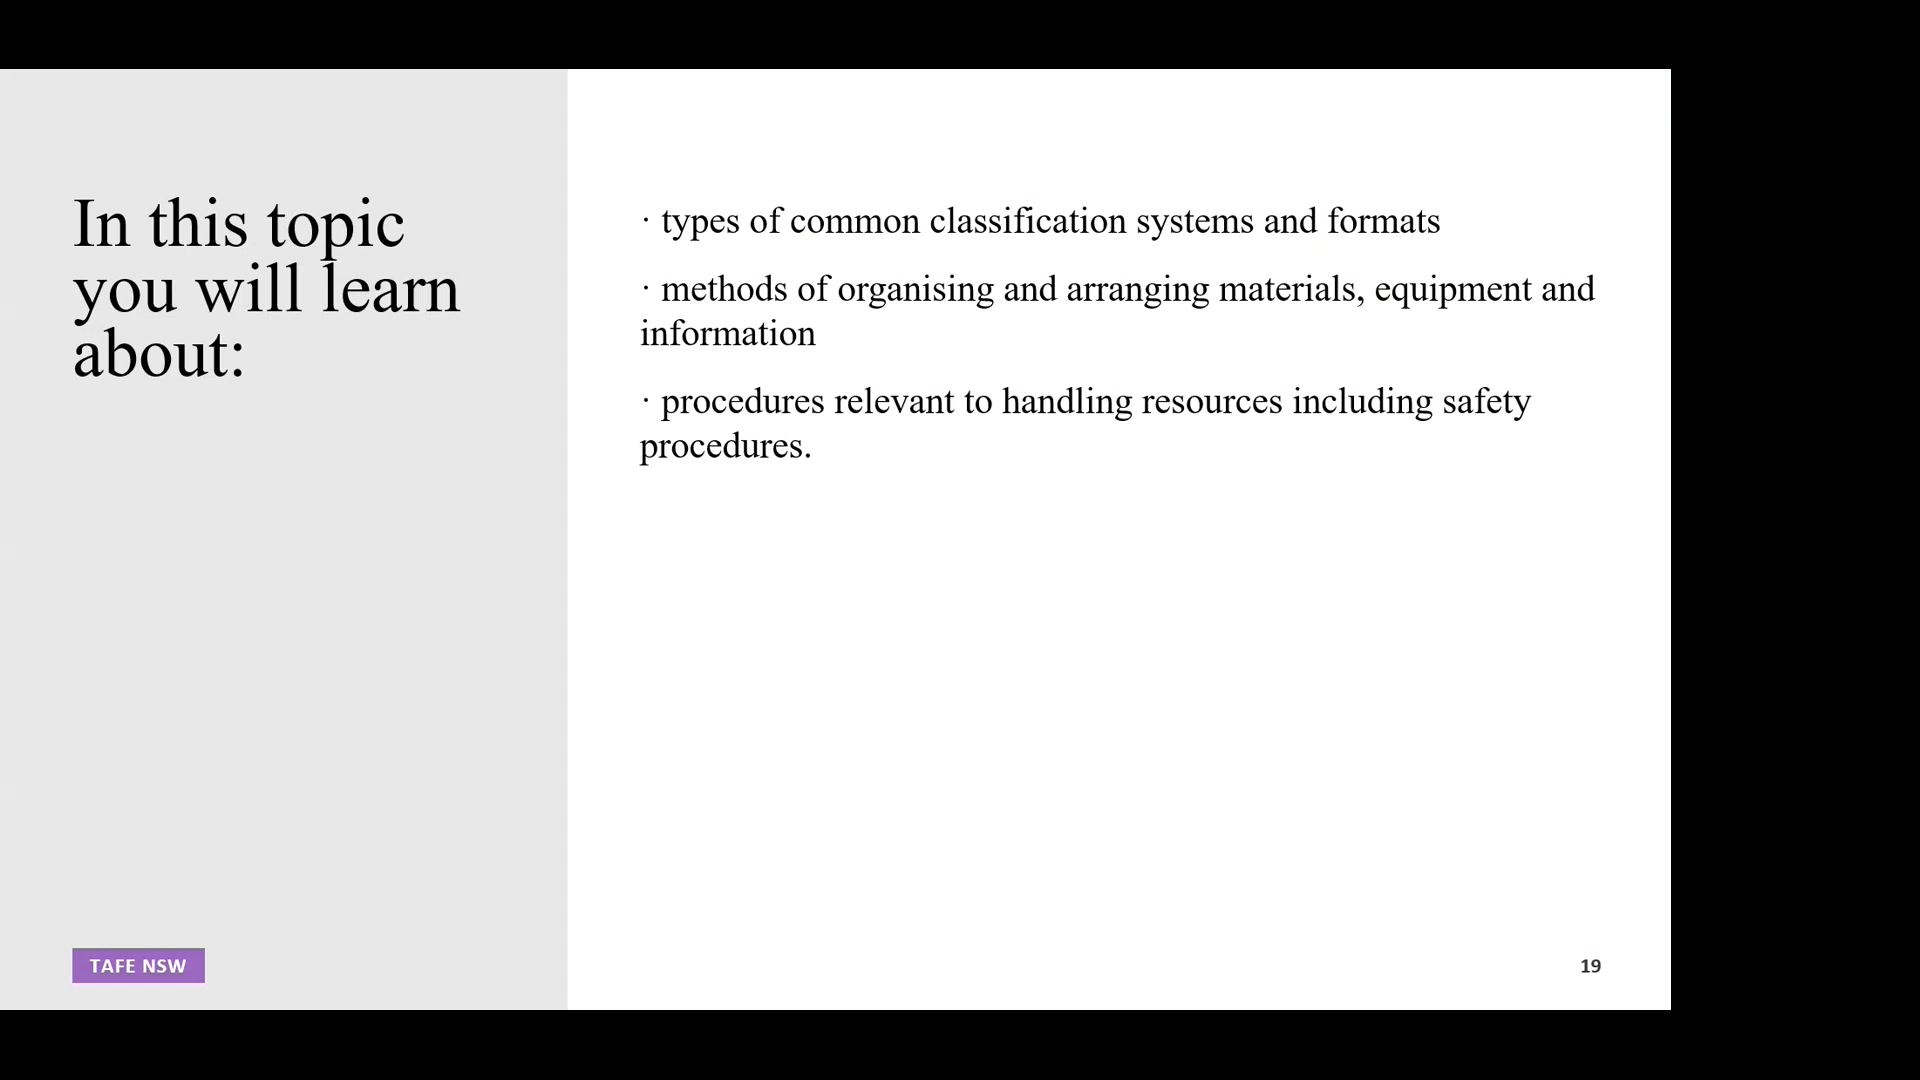 In this topic
you will learn
about:
· types of common classification systems and formats
· methods of organising and arranging materials, equipment and
information
· procedures relevant to handling resources including safety
procedures.
TAFE NSW
19